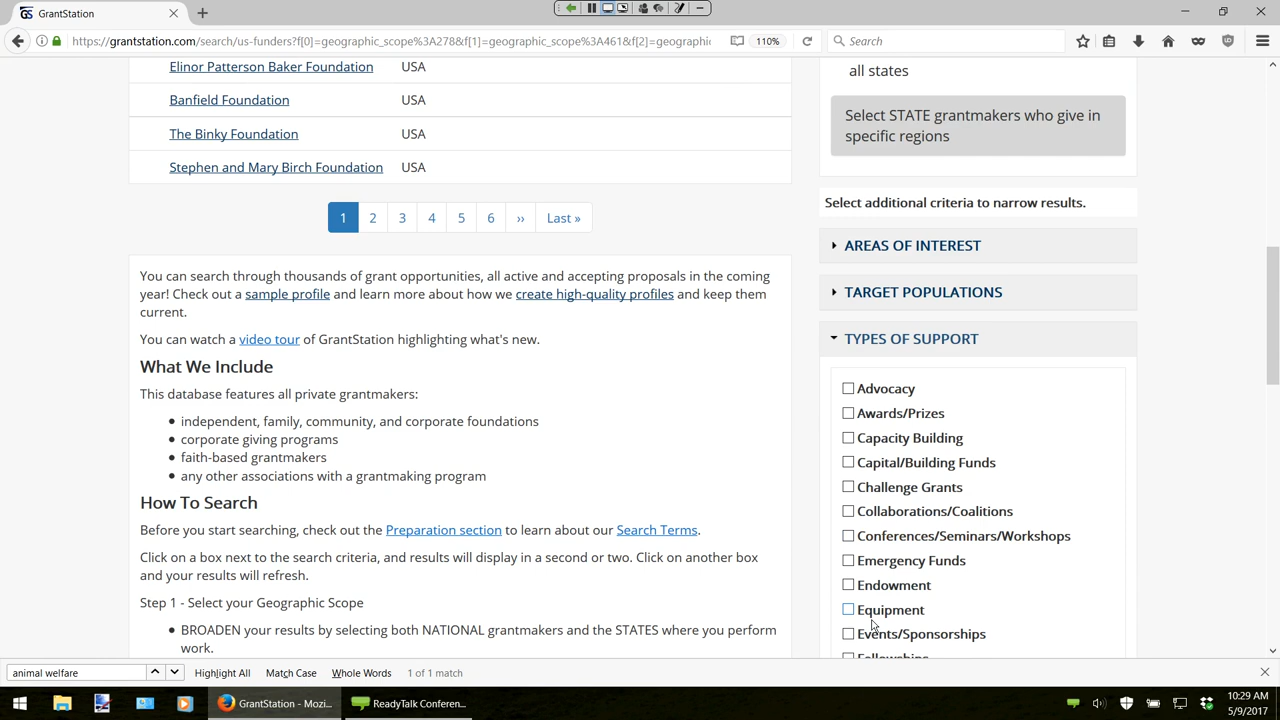 GrantStation
https://grantstation.com/search/us-funders?f[0]=geographic_scope%3A278&f[1]=geographic_scope%3A461&f[2]=geographic
110%
Search
Elinor Patterson Baker Foundation USA
Banfield Foundation USA
The Binky Foundation USA
Stephen and Mary Birch Foundation USA
1 2 3 4 5 6 ›› Last »
You can search through thousands of grant opportunities, all active and accepting proposals in the coming
year! Check out a sample profile and learn more about how we create high-quality profiles and keep them
current.
You can watch a video tour of GrantStation highlighting what's new.
What We Include
This database features all private grantmakers:
• independent, family, community, and corporate foundations
• corporate giving programs
• faith-based grantmakers
• any other associations with a grantmaking program
How To Search
Before you start searching, check out the Preparation section to learn about our Search Terms.
Click on a box next to the search criteria, and results will display in a second or two. Click on another box
and your results will refresh.
Step 1 - Select your Geographic Scope
• BROADEN your results by selecting both NATIONAL grantmakers and the STATES where you perform
work.
all states
Select STATE grantmakers who give in
specific regions
Select additional criteria to narrow results.
AREAS OF INTEREST
TARGET POPULATIONS
TYPES OF SUPPORT
Advocacy
Awards/Prizes
Capacity Building
Capital/Building Funds
Challenge Grants
Collaborations/Coalitions
Conferences/Seminars/Workshops
Emergency Funds
Endowment
Equipment
Events/Sponsorships
Fellowships
animal welfare
Highlight All Match Case Whole Words 1 of 1 match
GrantStation - Mozi...
ReadyTalk Conferen...
10:29 AM
5/9/2017